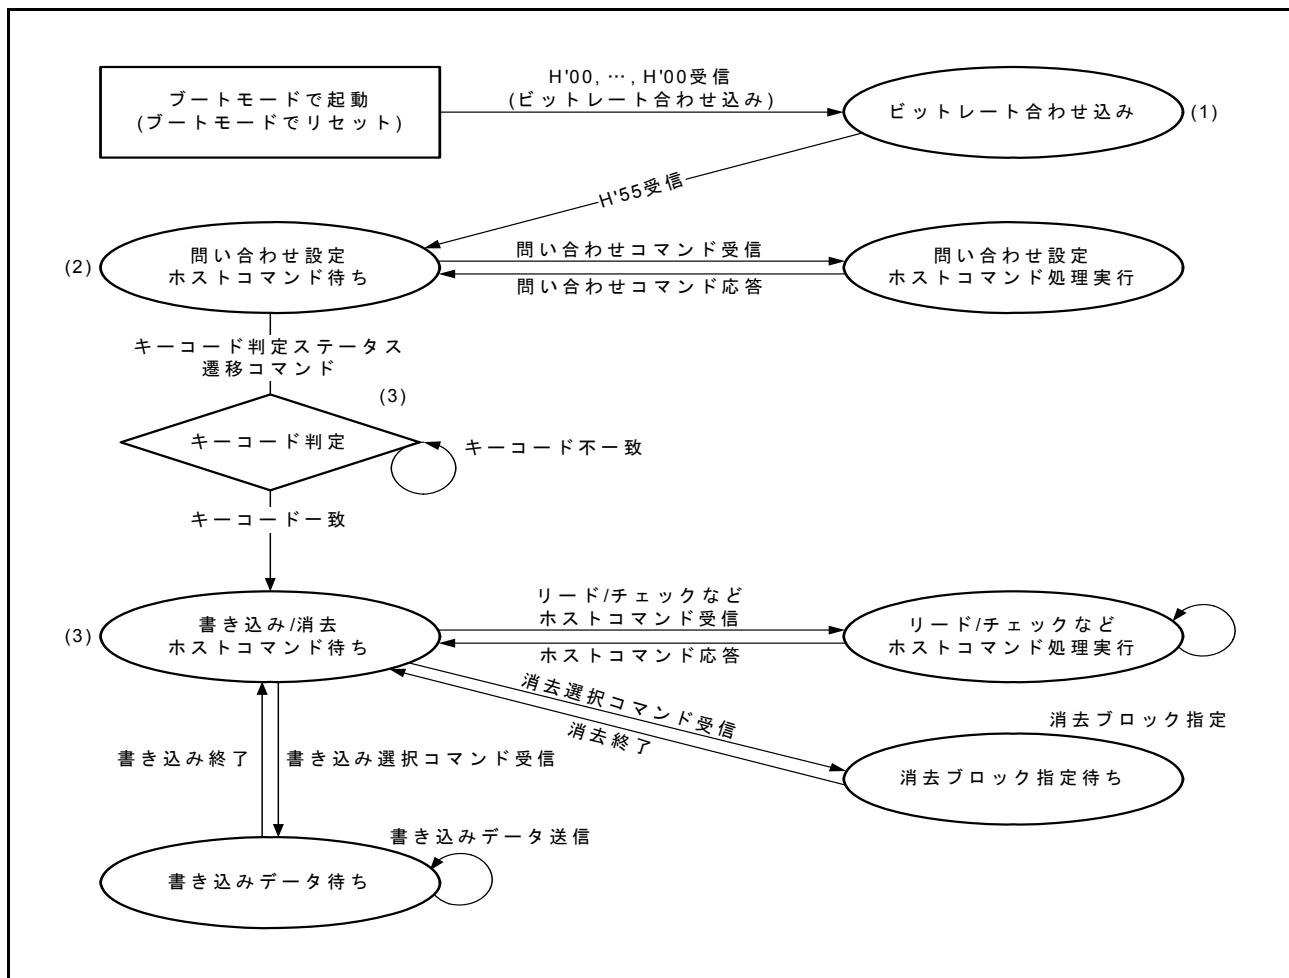 ブートモードで起動
(ブートモードでリセット)
H'00, …, H'00受信
(ビットレート合わせ込み)
ビットレート合わせ込み
(1)
H'55受信
(2)
問い合わせ設定
ホストコマンド待ち
問い合わせコマンド受信
問い合わせコマンド応答
問い合わせ設定
ホストコマンド処理実行
キーコード判定ステータス
遷移コマンド
(3)
キーコード判定
キーコード不一致
キーコード一致
(3)
書き込み/消去
ホストコマンド待ち
リード/チェックなど
ホストコマンド受信
ホストコマンド応答
リード/チェックなど
ホストコマンド処理実行
消去選択コマンド受信
消去終了
消去ブロック指定
消去ブロック指定待ち
書き込み終了
書き込み選択コマンド受信
書き込みデータ送信
書き込みデータ待ち